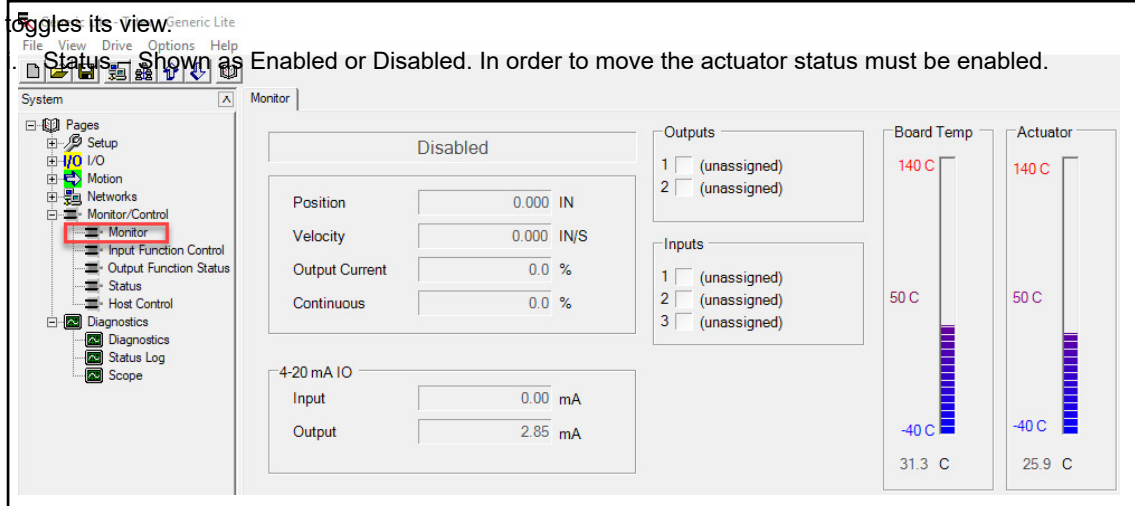 toggles its view.
Generic Lite
File View Drive Options Help
Status – Shown as Enabled or Disabled. In order to move the actuator status must be enabled.
System
Monitor
Pages
Setup
I/O I/O
Motion
Networks
Monitor/Control
Monitor
Input Function Control
Output Function Status
Status
Host Control
Diagnostics
Diagnostics
Status Log
Scope
Disabled
Position 0.000 IN
Velocity 0.000 IN/S
Output Current 0.0 %
Continuous 0.0 %
4-20 mA IO
Input 0.00 mA
Output 2.85 mA
Outputs
1 (unassigned)
2 (unassigned)
Inputs
1 (unassigned)
2 (unassigned)
3 (unassigned)
Board Temp
140 C
50 C
-40 C
31.3 C
Actuator
140 C
50 C
-40 C
25.9 C